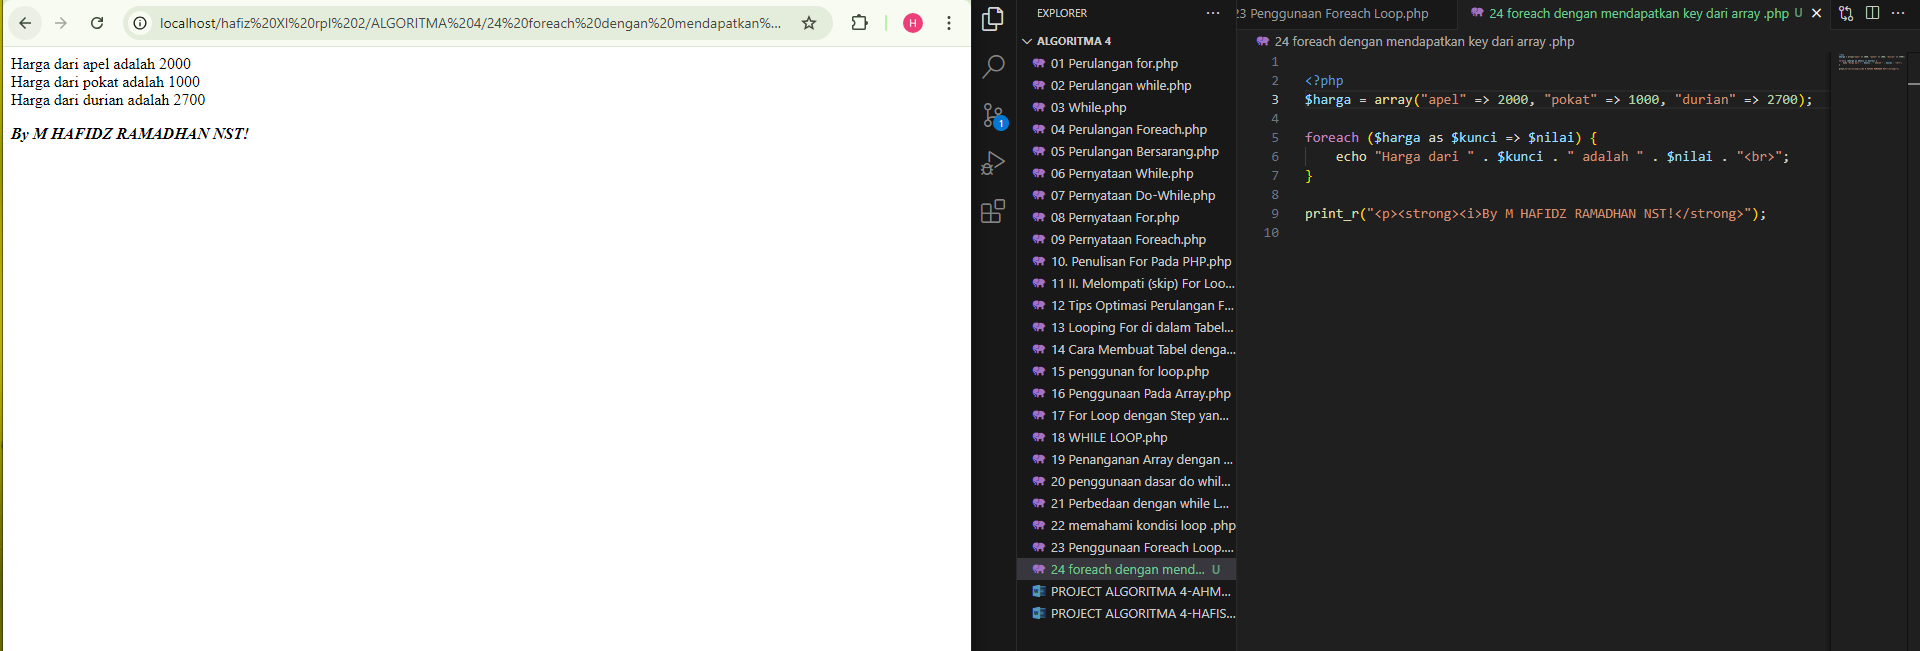 localhost/hafiz%20XI%20rpl%202/ALGORITMA%204/24%20foreach%20dengan%20mendapatkan%...
H
Harga dari apel adalah 2000
Harga dari pokat adalah 1000
Harga dari durian adalah 2700
By M HAFIDZ RAMADHAN NST!
1
EXPLORER
ALGORITMA 4
01 Perulangan for.php
02 Perulangan while.php
03 While.php
04 Perulangan Foreach.php
05 Perulangan Bersarang.php
06 Pernyataan While.php
07 Pernyataan Do-While.php
08 Pernyataan For.php
09 Pernyataan Foreach.php
10. Penulisan For Pada PHP.php
11 II. Melompati (skip) For Loo...
12 Tips Optimasi Perulangan F...
13 Looping For di dalam Tabel...
14 Cara Membuat Tabel denga...
15 penggunan for loop.php
16 Penggunaan Pada Array.php
17 For Loop dengan Step yan...
18 WHILE LOOP.php
19 Penanganan Array dengan ...
20 penggunaan dasar do whil...
21 Perbedaan dengan while L...
22 memahami kondisi loop .php
23 Penggunaan Foreach Loop....
24 foreach dengan mend... U
PROJECT ALGORITMA 4-AHM...
PROJECT ALGORITMA 4-HAFIS...
23 Penggunaan Foreach Loop.php
24 foreach dengan mendapatkan key dari array .php U
24 foreach dengan mendapatkan key dari array .php
1
2 <?php
3 $harga = array("apel" => 2000, "pokat" => 1000, "durian" => 2700);
4
5 foreach ($harga as $kunci => $nilai) {
6 echo "Harga dari " . $kunci . " adalah " . $nilai . "<br>";
7 }
8
9 print_r("<p><strong><i>By M HAFIDZ RAMADHAN NST!</strong>");
10